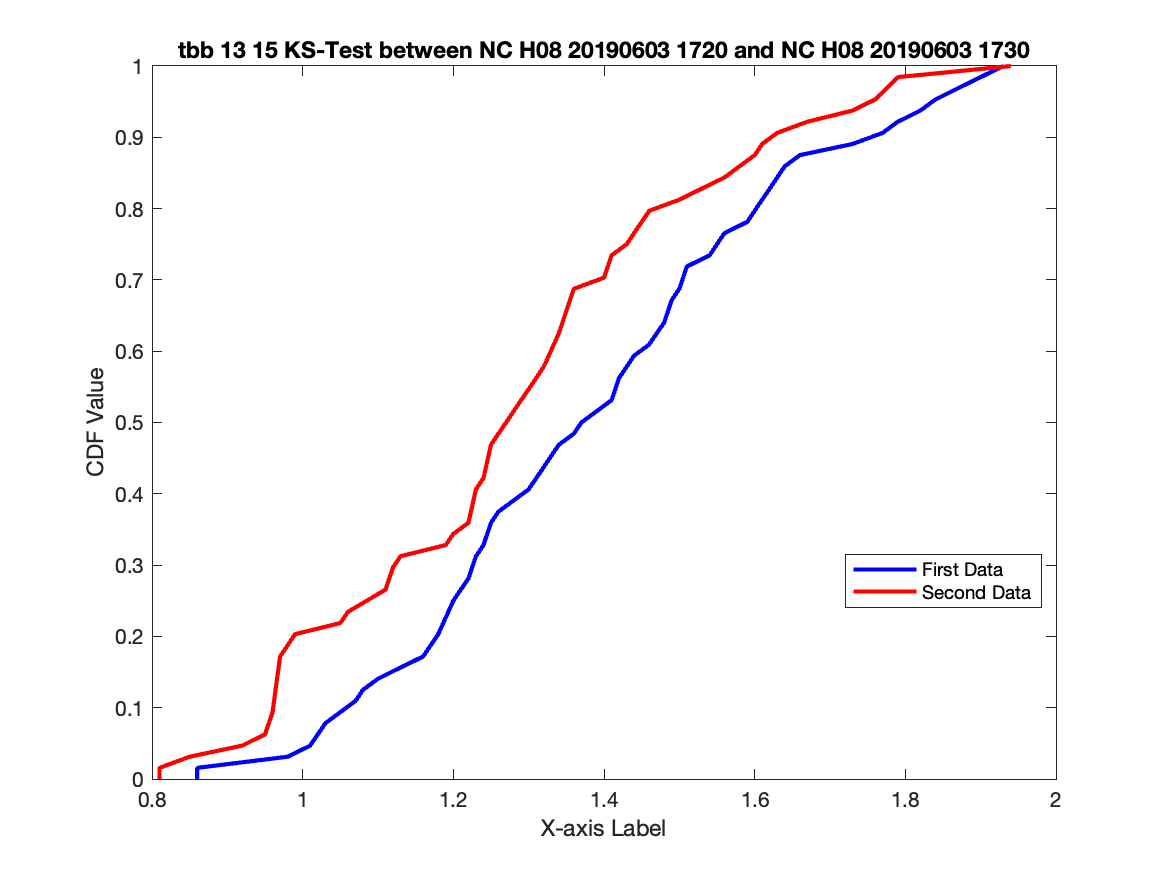 tbb 13 15 KS-Test between NC H08 20190603 1720 and NC H08 20190603 1730
1
0.9
0.8
0.7
0.6
0.5
0.4
0.3
0.2
0.1
0
CDF Value
First Data
Second Data
0.8 1 1.2 1.4 1.6 1.8 2
X-axis Label